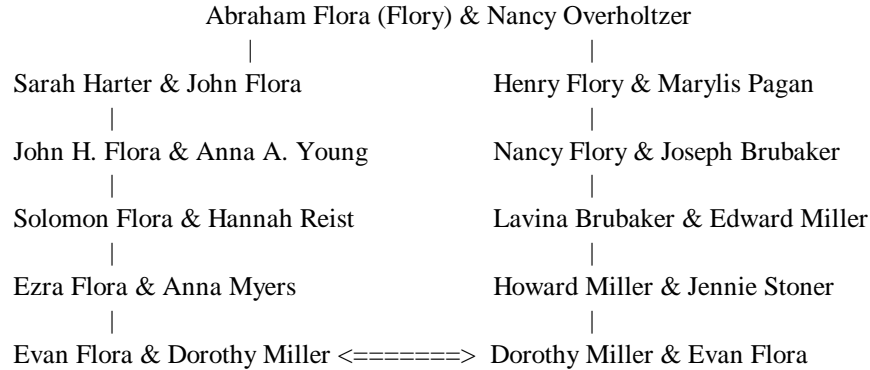 Abraham Flora (Flory) & Nancy Overholtzer
Sarah Harter & John Flora Henry Flory & Marylis Pagan
John H. Flora & Anna A. Young Nancy Flory & Joseph Brubaker
Solomon Flora & Hannah Reist Lavina Brubaker & Edward Miller
Ezra Flora & Anna Myers Howard Miller & Jennie Stoner
Evan Flora & Dorothy Miller <=======> Dorothy Miller & Evan Flora